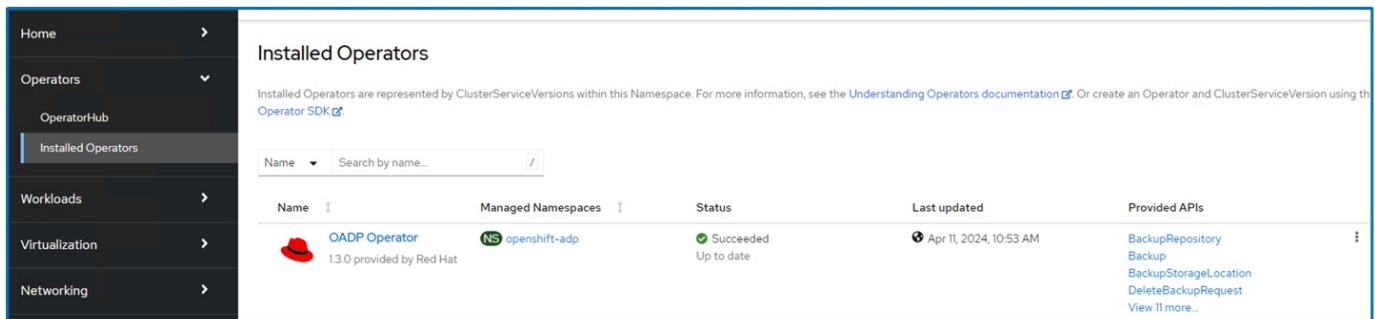 Home
Operators
OperatorHub
Installed Operators
Workloads
Virtualization
Networking
Installed Operators
Installed Operators are represented by ClusterServiceVersions within this Namespace. For more information, see the Understanding Operators documentation. Or create an Operator and ClusterServiceVersion using th
Operator SDK.
Name Search by name... /
Name Managed Namespaces Status Last updated Provided APIs
OADP Operator NS openshift-adp Succeeded Apr 11, 2024, 10:53 AM BackupRepository
1.3.0 provided by Red Hat Up to date Backup
BackupStorageLocation
DeleteBackupRequest
View 11 more...